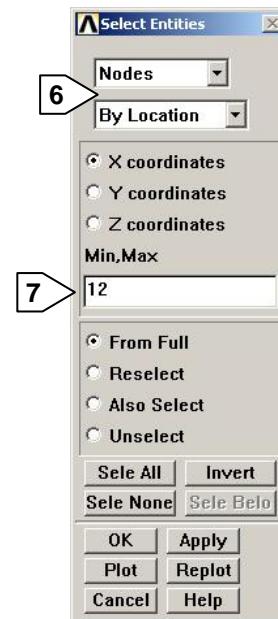 Select Entities
Nodes
6
By Location
X coordinates
Y coordinates
Z coordinates
Min,Max
7
12
From Full
Reselect
Also Select
Unselect
Sele All Invert
Sele None Sele Belo
OK Apply
Plot Replot
Cancel Help